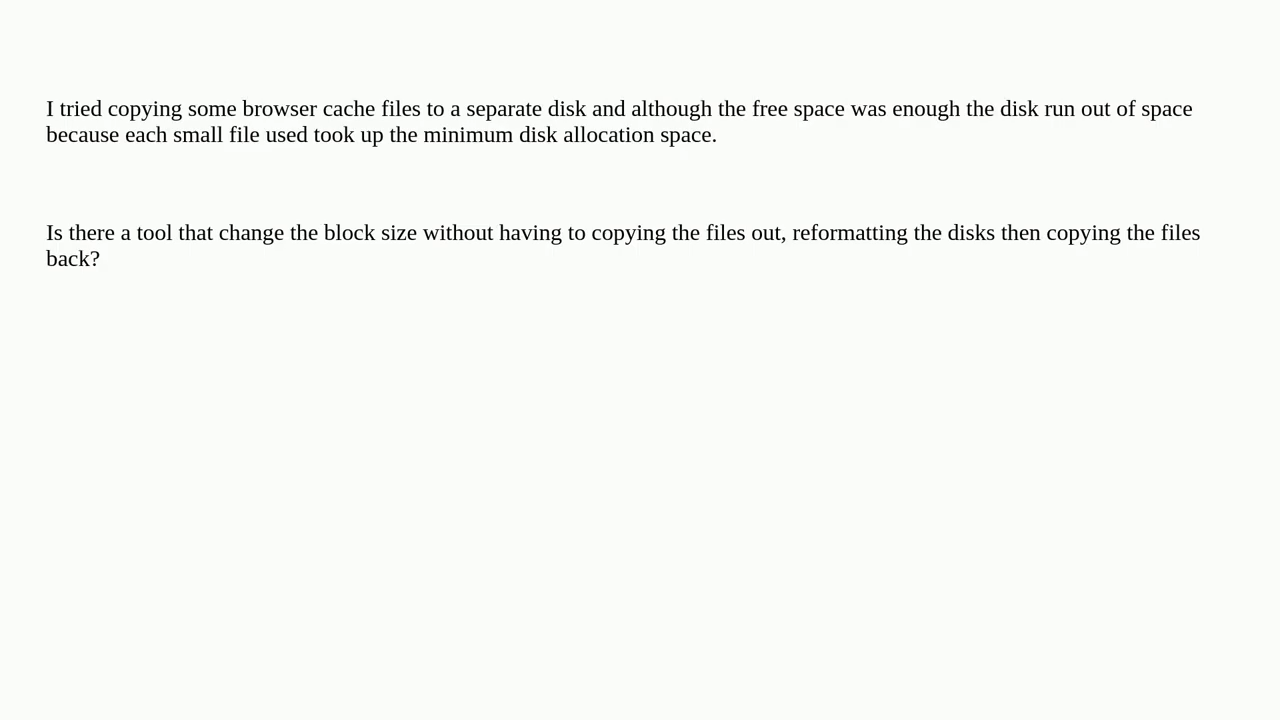 I tried copying some browser cache files to a separate disk and although the free space was enough the disk run out of space
because each small file used took up the minimum disk allocation space.
Is there a tool that change the block size without having to copying the files out, reformatting the disks then copying the files
back?